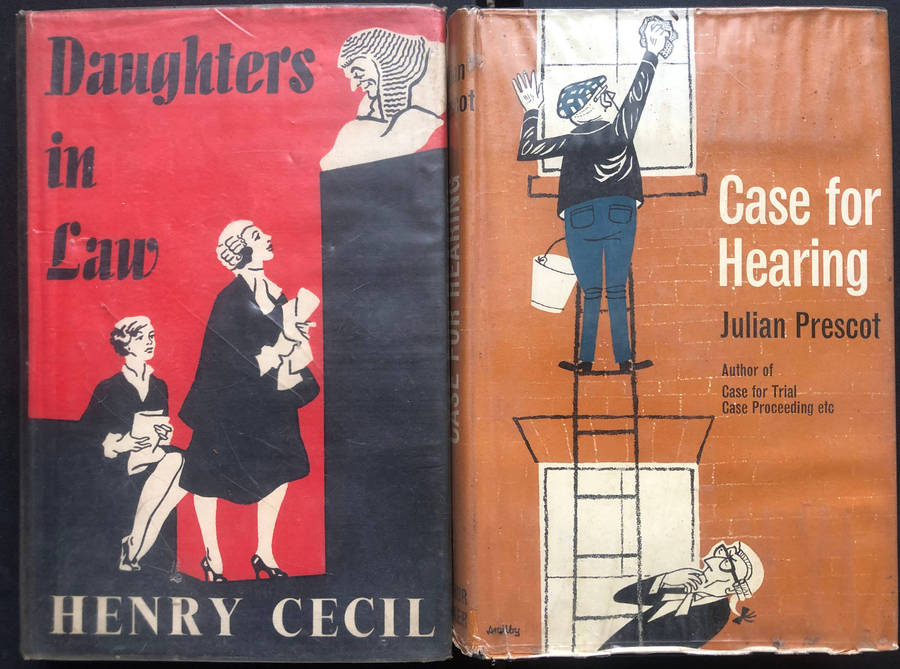 Daughters
in
Law
HENRY CECIL
CASE FOR HEARING
Case for
Hearing
Julian Prescot
Author of
Case for Trial
Case Proceeding etc